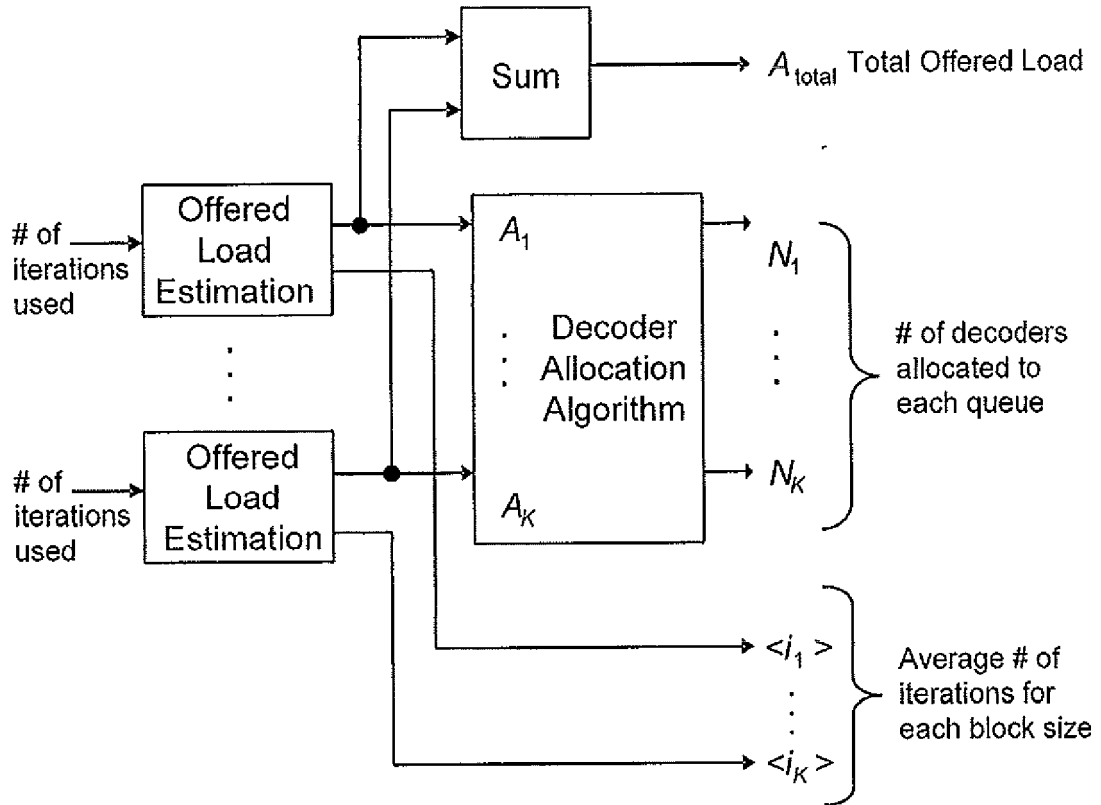 Sum
A_total Total Offered Load
# of
iterations
used
Offered
Load
Estimation
A_1
A_K
Decoder
Allocation
Algorithm
N_1
N_K
# of decoders
allocated to
each queue
# of
iterations
used
Offered
Load
Estimation
<i_1>
<i_K>
Average # of
iterations for
each block size